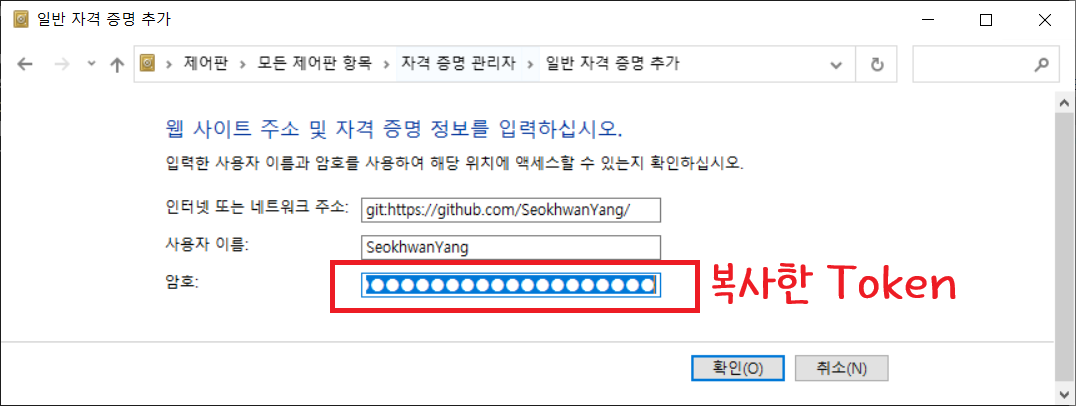 일반 자격 증명 추가
제어판 > 모든 제어판 항목 > 자격 증명 관리자 > 일반 자격 증명 추가
웹 사이트 주소 및 자격 증명 정보를 입력하십시오.
입력한 사용자 이름과 암호를 사용하여 해당 위치에 액세스할 수 있는지 확인하십시오.
인터넷 또는 네트워크 주소: git:https://github.com/SeokhwanYang/
사용자 이름: SeokhwanYang
암호: ●●●●●●●●●●●●●●●●●●●● 복사한 Token
확인(O) 취소(N)